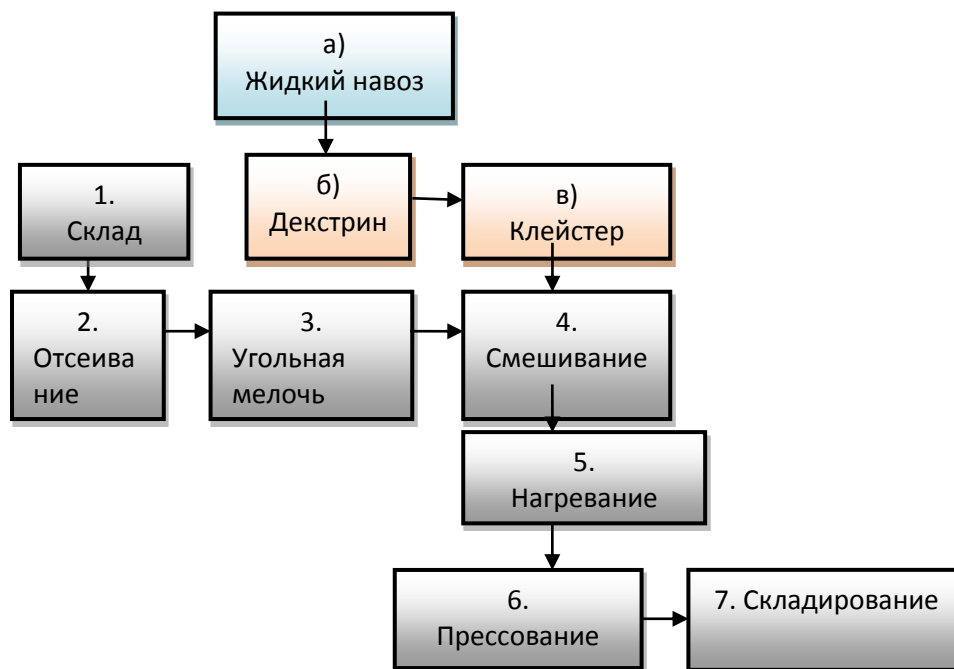 а)
Жидкий навоз
б)
Декстрин
в)
Клейстер
1.
Склад
2.
Отсеива
ние
3.
Угольная
мелочь
4.
Смешивание
5.
Нагревание
6.
Прессование
7. Складирование